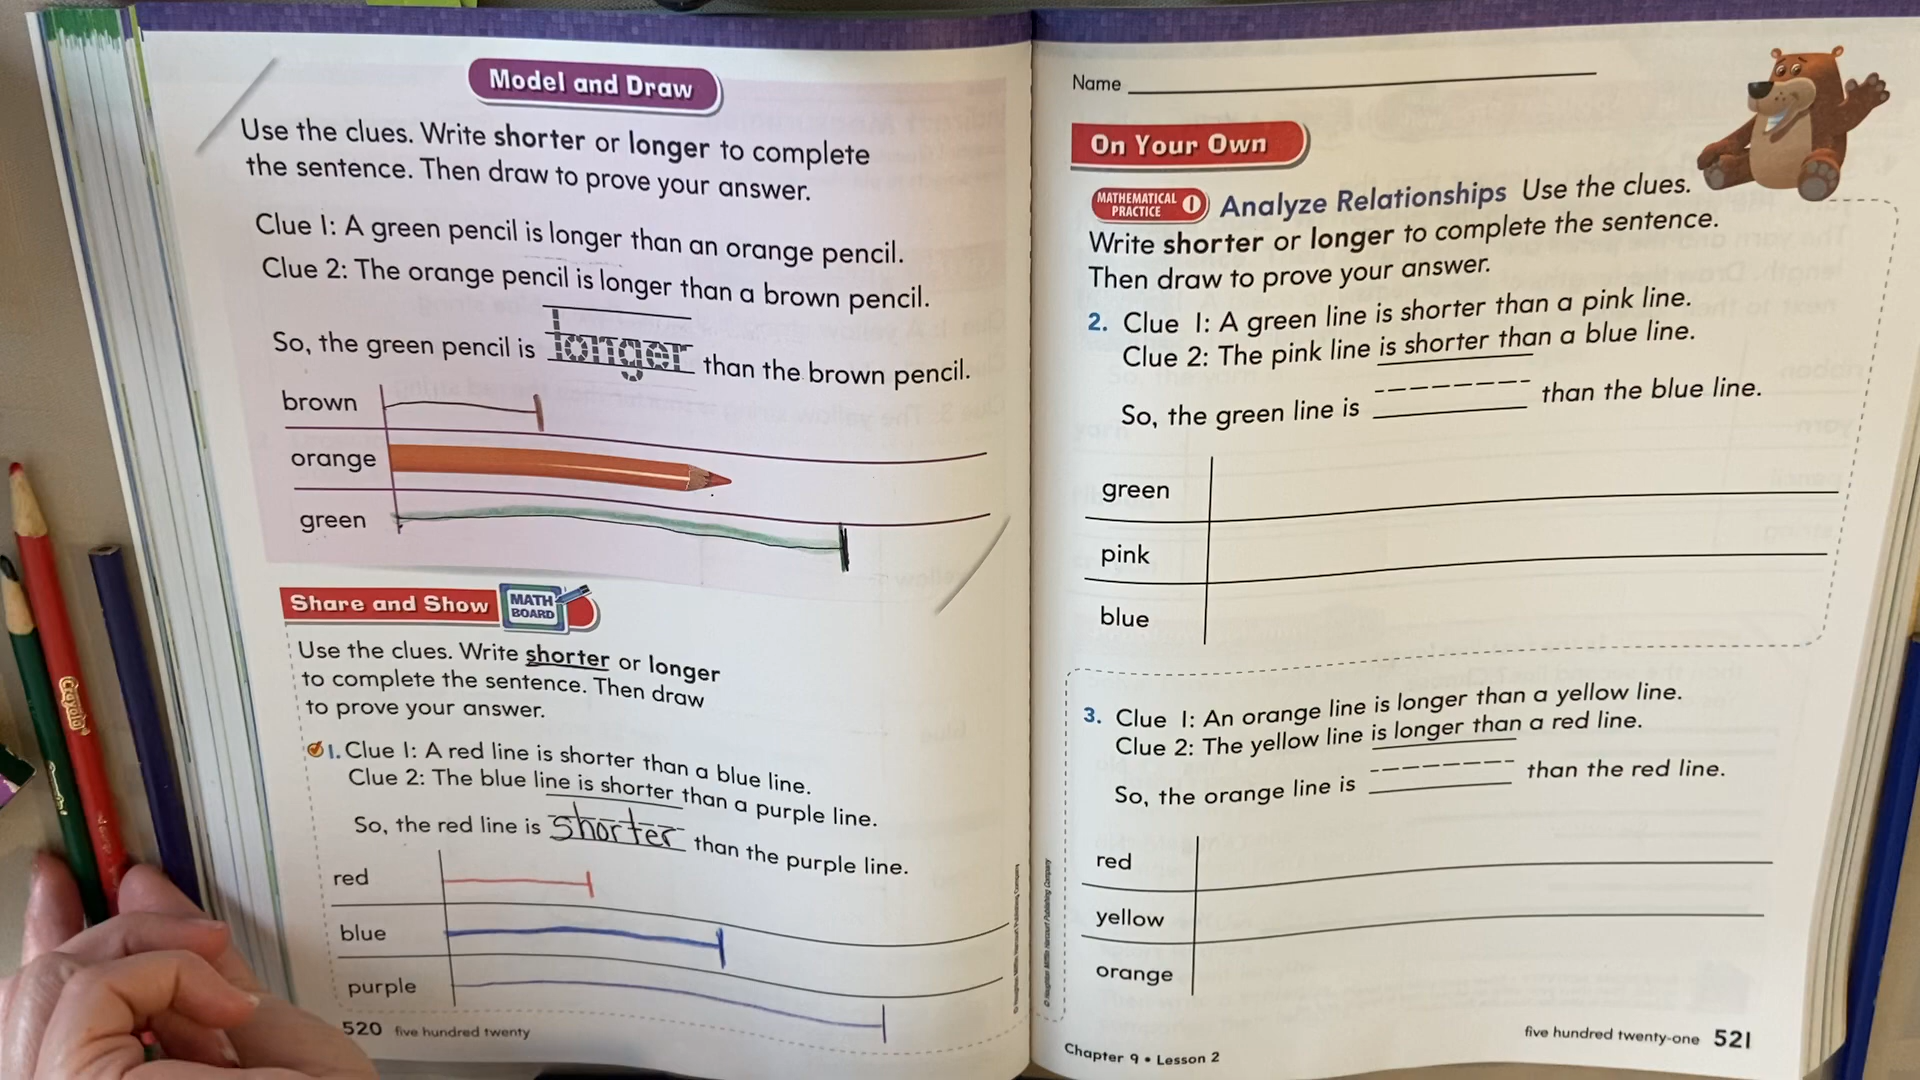 Model and Draw
Use the clues. Write shorter or longer to complete
the sentence. Then draw to prove your answer.
Clue 1: A green pencil is longer than an orange pencil.
Clue 2: The orange pencil is longer than a brown pencil.
So, the green pencil is longer than the brown pencil.
brown
orange
green
Share and Show MATH BOARD
Use the clues. Write shorter or longer
to complete the sentence. Then draw
to prove your answer.
1. Clue 1: A red line is shorter than a blue line.
Clue 2: The blue line is shorter than a purple line.
So, the red line is shorter than the purple line.
red
blue
purple
520 five hundred twenty
© Houghton Mifflin Harcourt Publishing Company
Name
On Your Own
MATHEMATICAL PRACTICE 1 Analyze Relationships Use the clues.
Write shorter or longer to complete the sentence.
Then draw to prove your answer.
2. Clue 1: A green line is shorter than a pink line.
Clue 2: The pink line is shorter than a blue line.
So, the green line is than the blue line.
green
pink
blue
3. Clue 1: An orange line is longer than a yellow line.
Clue 2: The yellow line is longer than a red line.
So, the orange line is than the red line.
red
yellow
orange
© Houghton Mifflin Harcourt Publishing Company
Chapter 9 • Lesson 2
five hundred twenty-one 521
Crayola